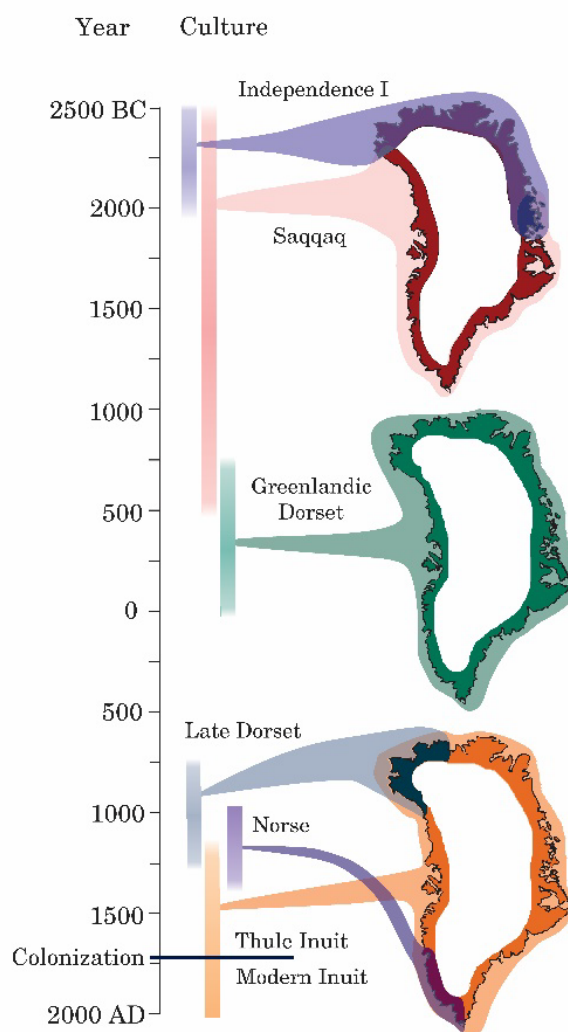 Year Culture
Independence I
2500 BC
2000
Saqqaq
1500
1000
Greenlandic
500
Dorset
0
500
Late Dorset
1000
Norse
1500
Thule Inuit
Colonization
Modern Inuit
2000 AD